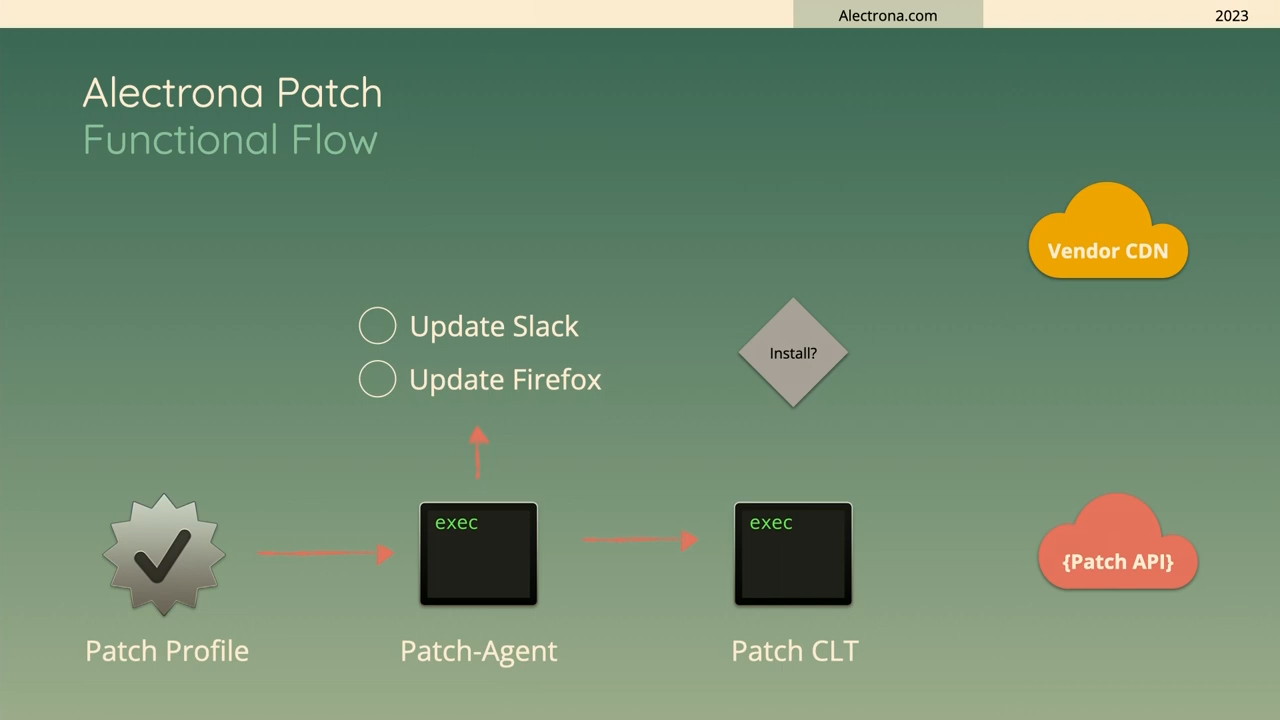 Alectrona.com
2023
Alectrona Patch
Functional Flow
Vendor CDN
Update Slack
Install?
Update Firefox
exec
exec
{Patch API}
Patch Profile
Patch-Agent
Patch CLT